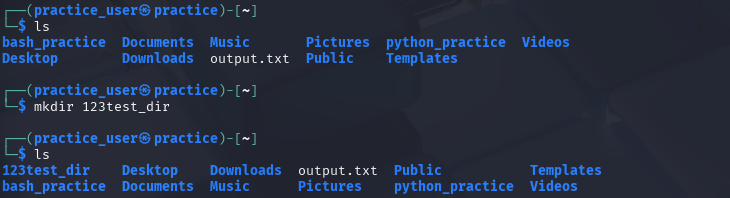 ┌──(practice_user㉿practice)-[~]
└─$ ls
bash_practice  Documents  Music       Pictures  python_practice  Videos
Desktop        Downloads  output.txt  Public    Templates
┌──(practice_user㉿practice)-[~]
└─$ mkdir 123test_dir
┌──(practice_user㉿practice)-[~]
└─$ ls
123test_dir    Desktop    Downloads  output.txt  Public           Templates
bash_practice  Documents  Music      Pictures    python_practice  Videos